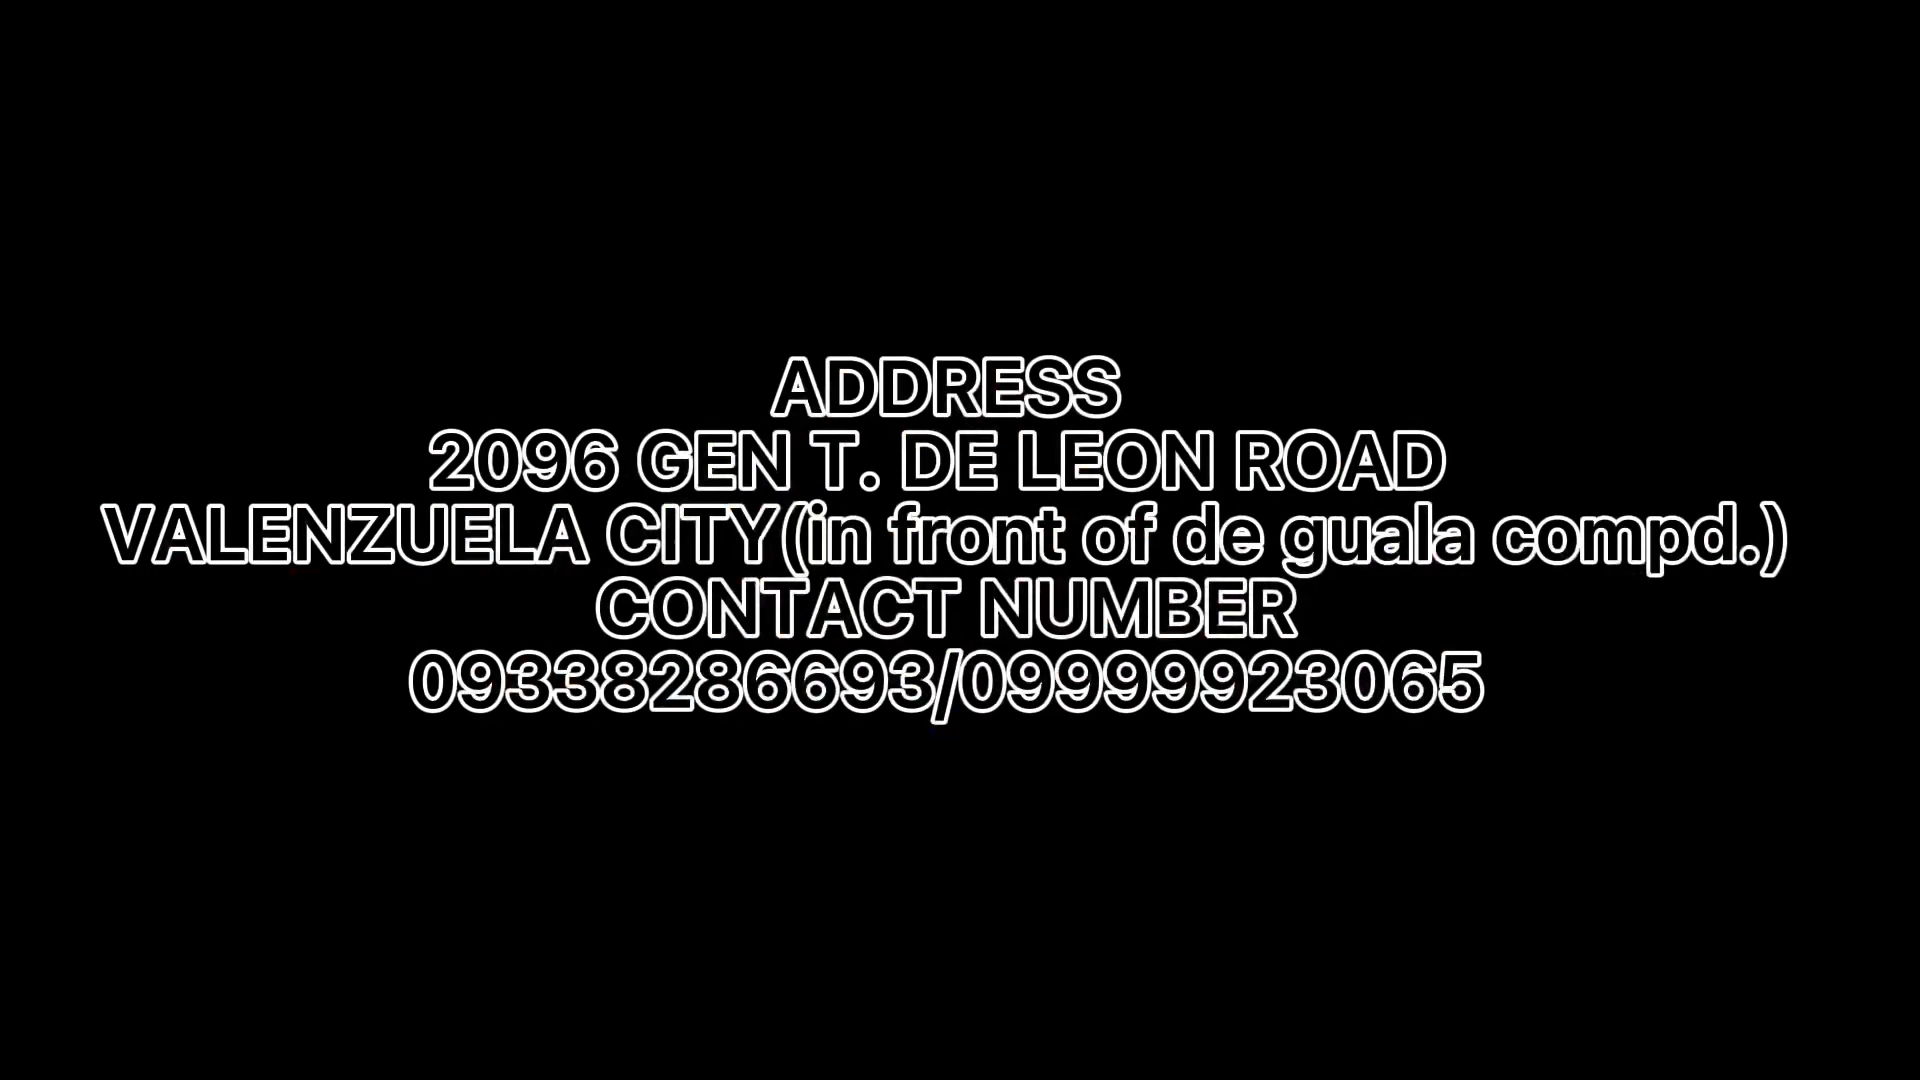 ADDRESS
2096 GEN T. DE LEON ROAD
VALENZUELA CITY(in front of de guala compd.)
CONTACT NUMBER
09338286693/09999923065